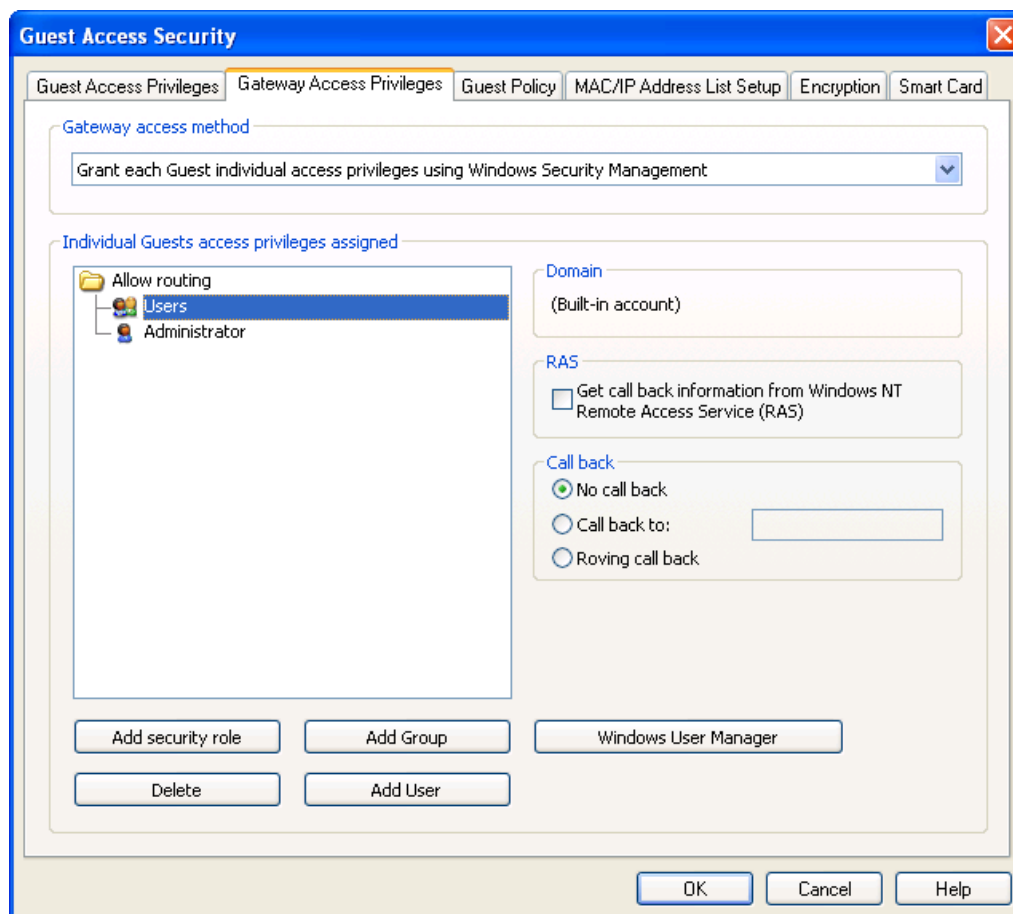 Guest Access Security
Guest Access Privileges
Gateway Access Privileges
Guest Policy
MAC/IP Address List Setup
Encryption
Smart Card
Gateway access method
Grant each Guest individual access privileges using Windows Security Management
Individual Guests access privileges assigned
Allow routing
Users
Administrator
Domain
(Built-in account)
RAS
Get call back information from Windows NT
Remote Access Service (RAS)
Call back
No call back
Call back to:
Roving call back
Add security role
Add Group
Windows User Manager
Delete
Add User
OK
Cancel
Help